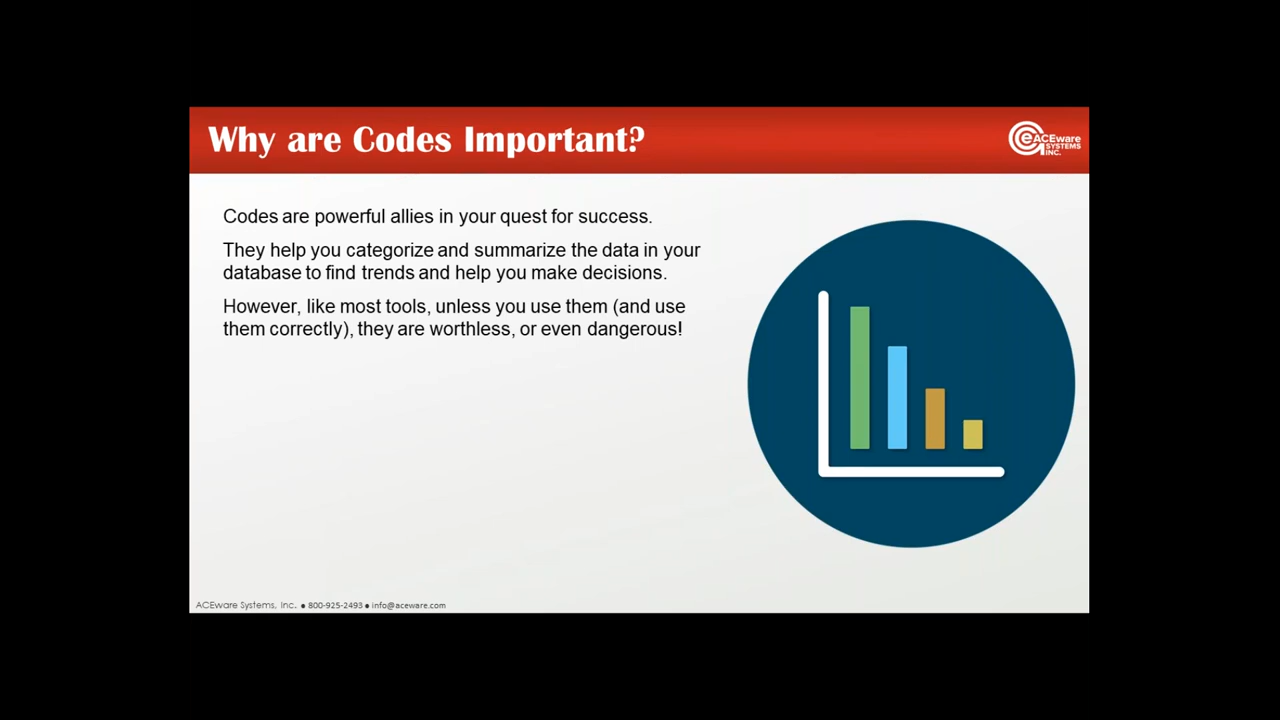 Why are Codes Important?
eACEware
SYSTEMS
INC.
Codes are powerful allies in your quest for success.
They help you categorize and summarize the data in your
database to find trends and help you make decisions.
However, like most tools, unless you use them (and use
them correctly), they are worthless, or even dangerous!
ACEware Systems, Inc. ● 800-925-2493 ● info@aceware.com